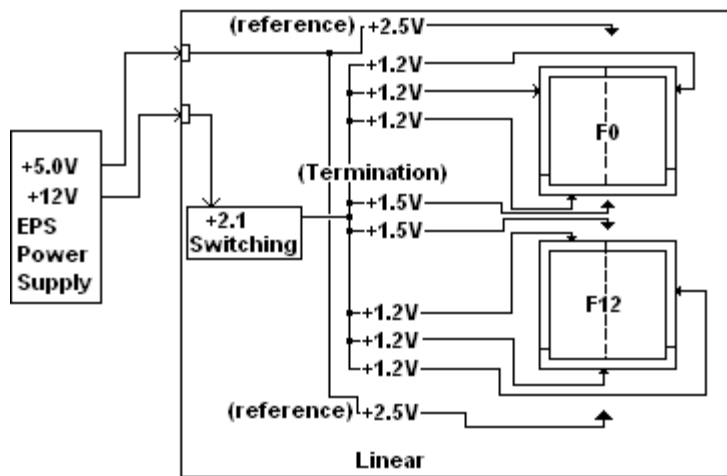 (reference)
+2.5V
+1.2V
+1.2V
+1.2V
F0
(Termination)
+5.0V
+12V
EPS
Power
Supply
+2.1
Switching
+1.5V
+1.5V
+1.2V
+1.2V
+1.2V
F12
(reference)
+2.5V
Linear